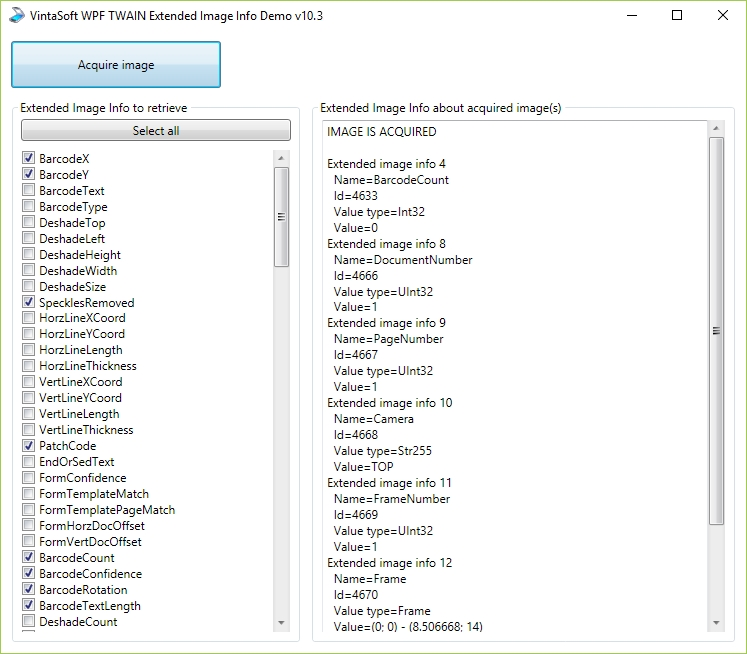 VintaSoft WPF TWAIN Extended Image Info Demo v10.3
Acquire image
Extended Image Info to retrieve
Select all
BarcodeX
BarcodeY
BarcodeText
BarcodeType
DeshadeTop
DeshadeLeft
DeshadeHeight
DeshadeWidth
DeshadeSize
SpecklesRemoved
HorzLineXCoord
HorzLineYCoord
HorzLineLength
HorzLineThickness
VertLineXCoord
VertLineYCoord
VertLineLength
VertLineThickness
PatchCode
EndOrSedText
FormConfidence
FormTemplateMatch
FormTemplatePageMatch
FormHorzDocOffset
FormVertDocOffset
BarcodeCount
BarcodeConfidence
BarcodeRotation
BarcodeTextLength
DeshadeCount
Extended Image Info about acquired image(s)
IMAGE IS ACQUIRED
Extended image info 4
Name=BarcodeCount
Id=4633
Value type=Int32
Value=0
Extended image info 8
Name=DocumentNumber
Id=4666
Value type=UInt32
Value=1
Extended image info 9
Name=PageNumber
Id=4667
Value type=UInt32
Value=1
Extended image info 10
Name=Camera
Id=4668
Value type=Str255
Value=TOP
Extended image info 11
Name=FrameNumber
Id=4669
Value type=UInt32
Value=1
Extended image info 12
Name=Frame
Id=4670
Value type=Frame
Value=(0; 0) - (8.506668; 14)